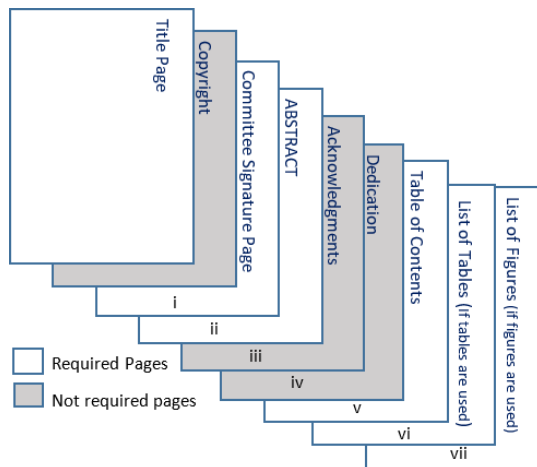 Title Page
Copyright
Committee Signature Page
ABSTRACT
Acknowledgments
Dedication
Table of Contents
List of Tables (If tables are used)
List of Figures (if figures are used)
i
ii
iii
iv
v
vi
vii
Required Pages
Not required pages